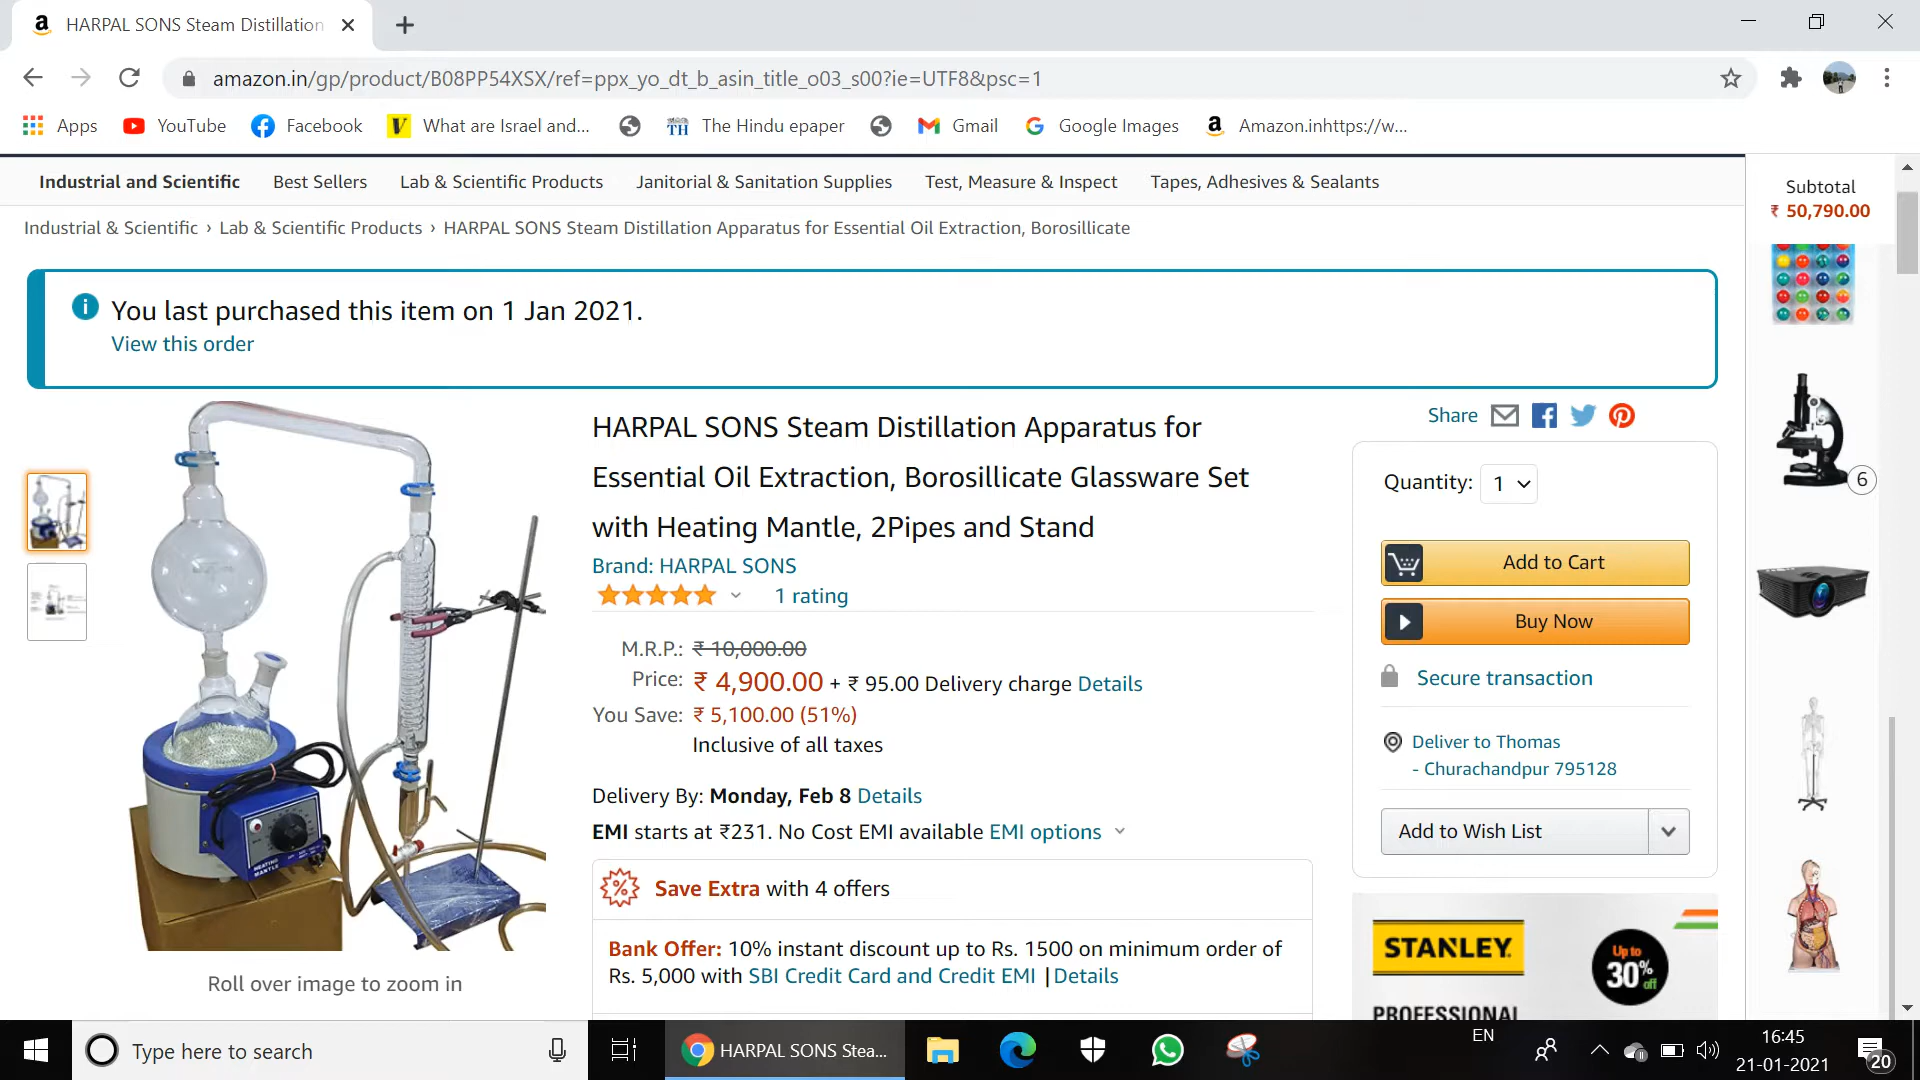 HARPAL SONS Steam Distillation
amazon.in/gp/product/B08PP54XSX/ref=ppx_yo_dt_b_asin_title_o03_s00?ie=UTF8&psc=1
Apps YouTube Facebook What are Israel and... The Hindu epaper Gmail Google Images Amazon.inhttps://w...
Industrial and Scientific Best Sellers Lab & Scientific Products Janitorial & Sanitation Supplies Test, Measure & Inspect Tapes, Adhesives & Sealants
Subtotal
₹ 50,790.00
Industrial & Scientific › Lab & Scientific Products › HARPAL SONS Steam Distillation Apparatus for Essential Oil Extraction, Borosillicate
You last purchased this item on 1 Jan 2021.
View this order
HARPAL SONS Steam Distillation Apparatus for
Essential Oil Extraction, Borosillicate Glassware Set
with Heating Mantle, 2Pipes and Stand
Brand: HARPAL SONS
1 rating
M.R.P.: ₹ 10,000.00
Price: ₹ 4,900.00 + ₹ 95.00 Delivery charge Details
You Save: ₹ 5,100.00 (51%)
Inclusive of all taxes
Delivery By: Monday, Feb 8 Details
EMI starts at ₹231. No Cost EMI available EMI options
Save Extra with 4 offers
Bank Offer: 10% instant discount up to Rs. 1500 on minimum order of
Rs. 5,000 with SBI Credit Card and Credit EMI | Details
HEATING
MANTLE
Roll over image to zoom in
Share
Quantity: 1
Add to Cart
Buy Now
Secure transaction
Deliver to Thomas
- Churachandpur 795128
Add to Wish List
STANLEY.
Up to
30% off
PROFESSIONAL
6
Type here to search
HARPAL SONS Stea...
EN
16:45
21-01-2021
20